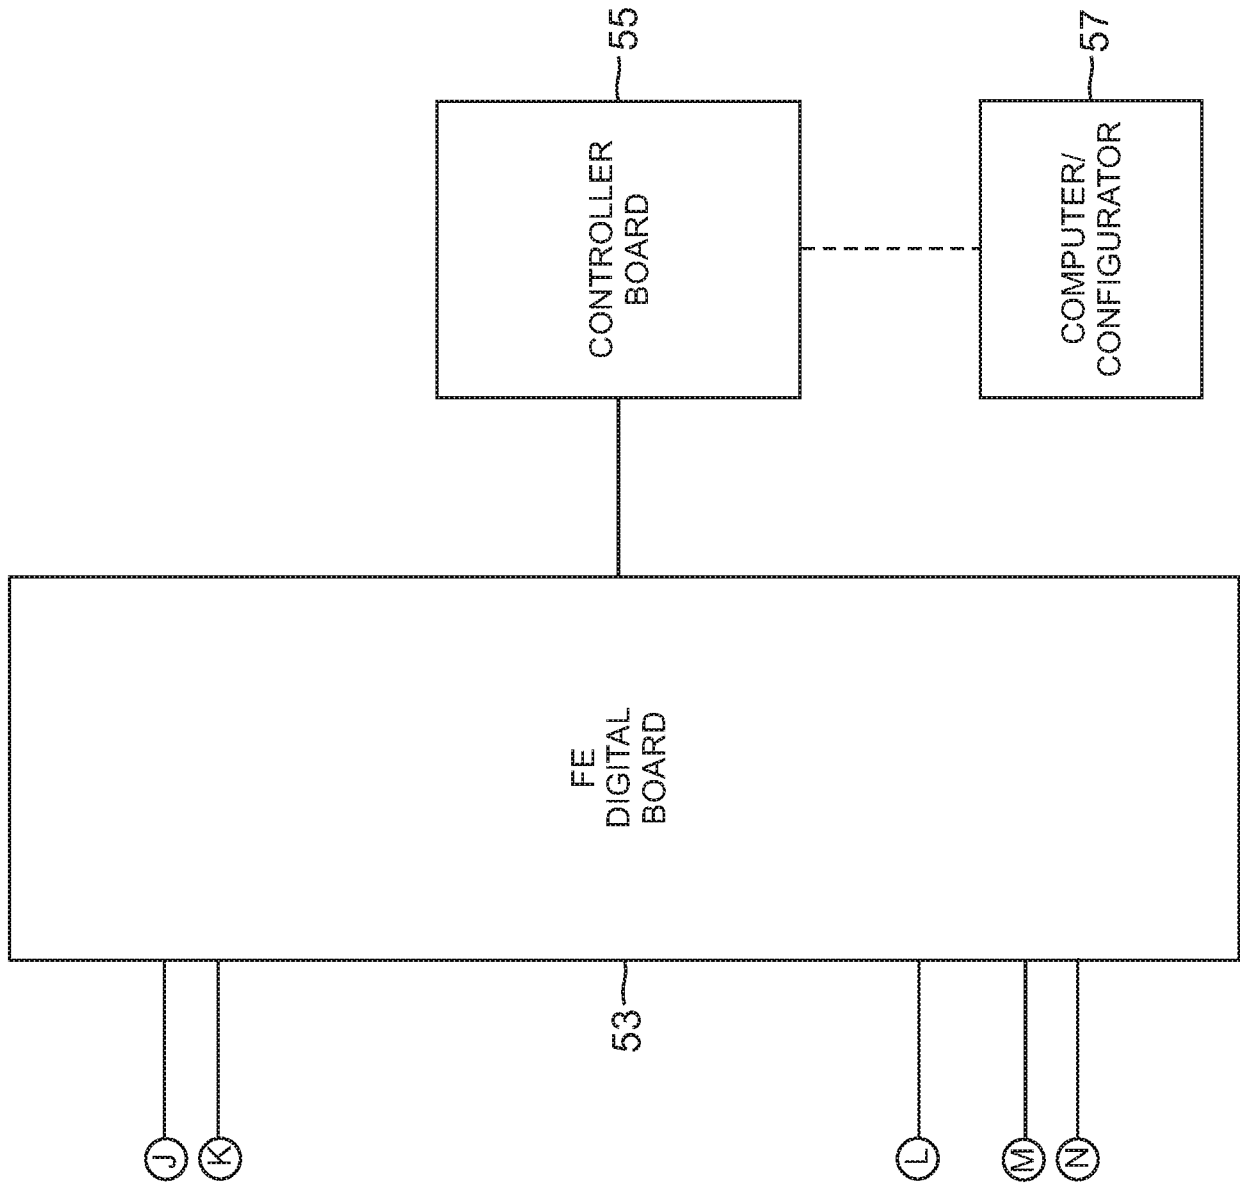 55
CONTROLLER
BOARD
57
COMPUTER/
CONFIGURATOR
FE
DIGITAL
BOARD
53
J
K
L
M
N